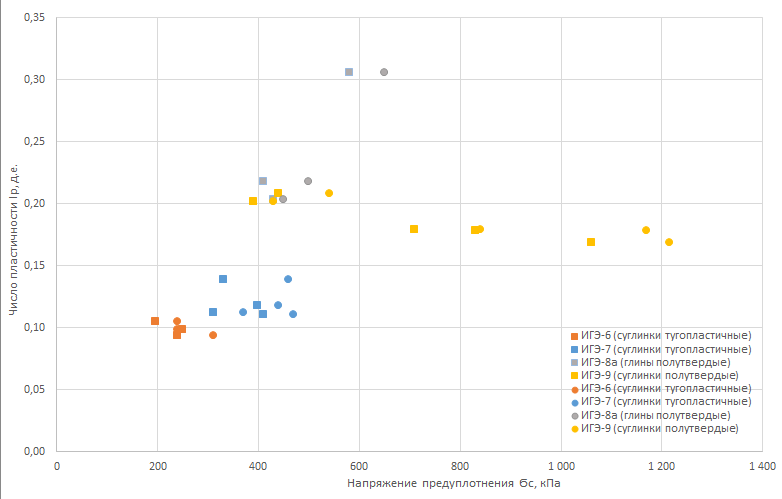 0,35
0,30
0,25
0,20
0,15
0,10
0,05
0,00
Число пластичности Ip, д.е.
0
200
400
600
800
1 000
1 200
1 400
Напряжение предуплотнения Ϭc, кПа
ИГЭ-6 (суглинки тугопластичные)
ИГЭ-7 (суглинки тугопластичные)
ИГЭ-8а (глины полутвердые)
ИГЭ-9 (суглинки полутвердые)
ИГЭ-6 (суглинки тугопластичные)
ИГЭ-7 (суглинки тугопластичные)
ИГЭ-8а (глины полутвердые)
ИГЭ-9 (суглинки полутвердые)